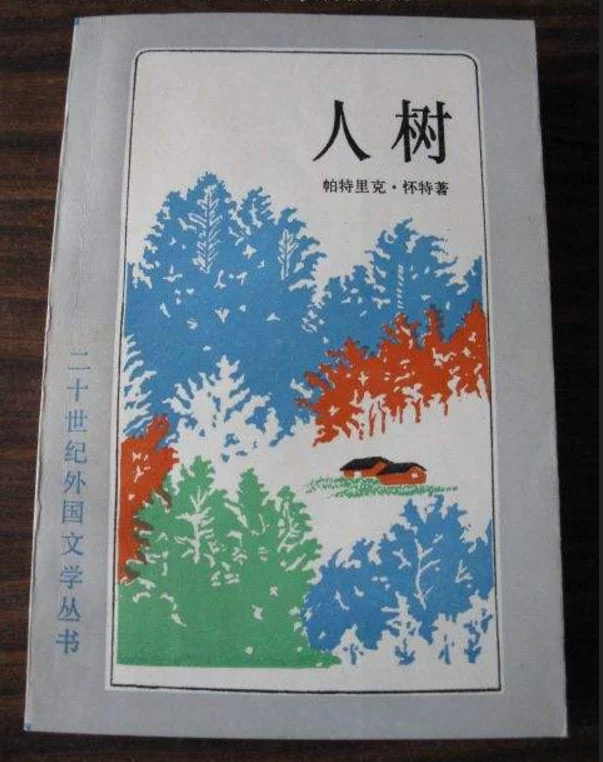 人树
帕特里克·怀特著
二十世纪外国文学丛书